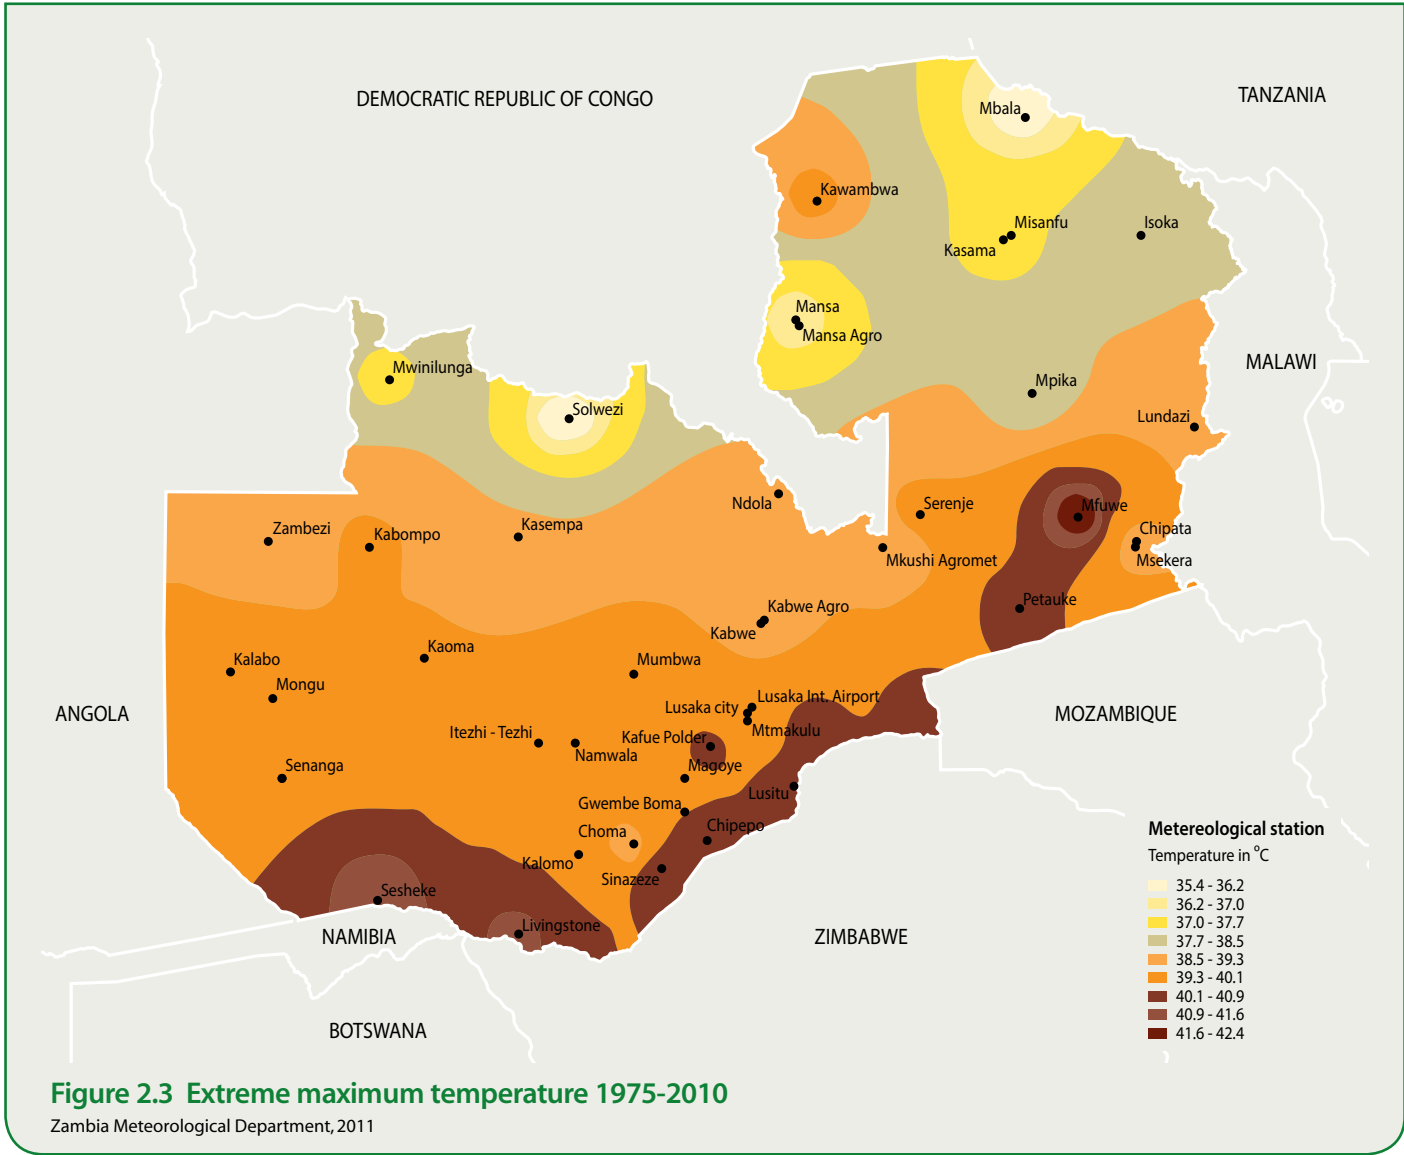 DEMOCRATIC REPUBLIC OF CONGO
TANZANIA
Mbala
Kawambwa
Misanfu
Isoka
Kasama
Mansa
Mansa Agro
MALAWI
Mwinilunga
Mpika
Solwezi
Lundazi
Ndola
Serenje
Mfuwe
Zambezi
Kabompo
Kasempa
Chipata
Mkushi Agromet
Msekera
Petauke
Kabwe Agro
Kabwe
Kaoma
Kalabo
Mumbwa
Mongu
Lusaka Int. Airport
Lusaka city
ANGOLA
MOZAMBIQUE
Itezhi - Tezhi
Kafue Polder
Mtmakulu
Namwala
Senanga
Magoye
Lusitu
Gwembe Boma
Chipepo
Choma
Kalomo
Sinazeze
Sesheke
Livingstone
NAMIBIA
ZIMBABWE
BOTSWANA
Metereological station
Temperature in °C
35.4 - 36.2
36.2 - 37.0
37.0 - 37.7
37.7 - 38.5
38.5 - 39.3
39.3 - 40.1
40.1 - 40.9
40.9 - 41.6
41.6 - 42.4
Figure 2.3 Extreme maximum temperature 1975-2010
Zambia Meteorological Department, 2011